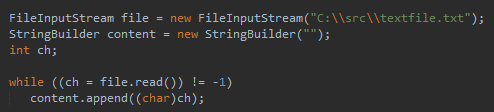 FileInputStream file = new FileInputStream("C:\\src\\textfile.txt");
StringBuilder content = new StringBuilder("");
int ch;

while ((ch = file.read()) != -1)
   content.append((char)ch);